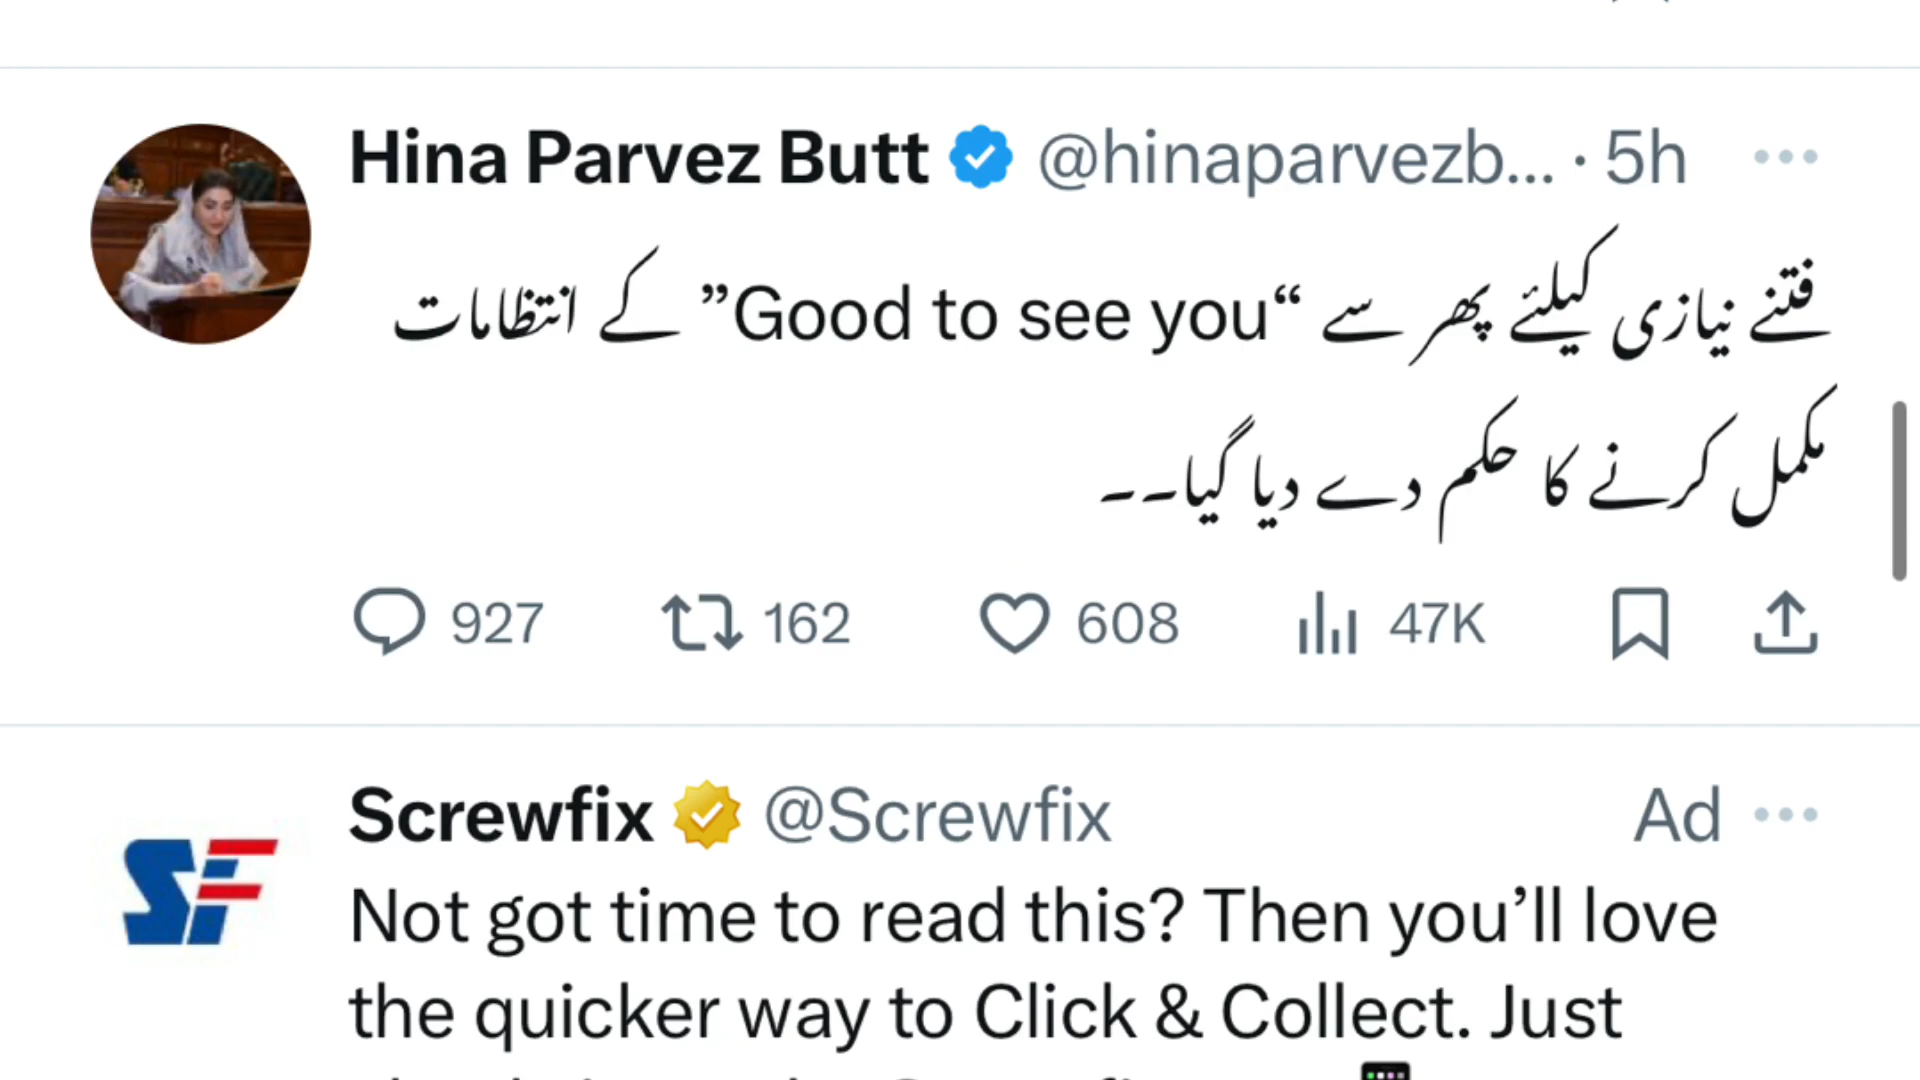 Hina Parvez Butt @hinaparvezb... · 5h
فتنے نیازی کیلئے پھر سے “Good to see you” کے انتظامات
مکمل کرنے کا حکم دے دیا گیا۔۔
927 162 608 47K
Screwfix @Screwfix Ad
SF
Not got time to read this? Then you’ll love
the quicker way to Click & Collect. Just